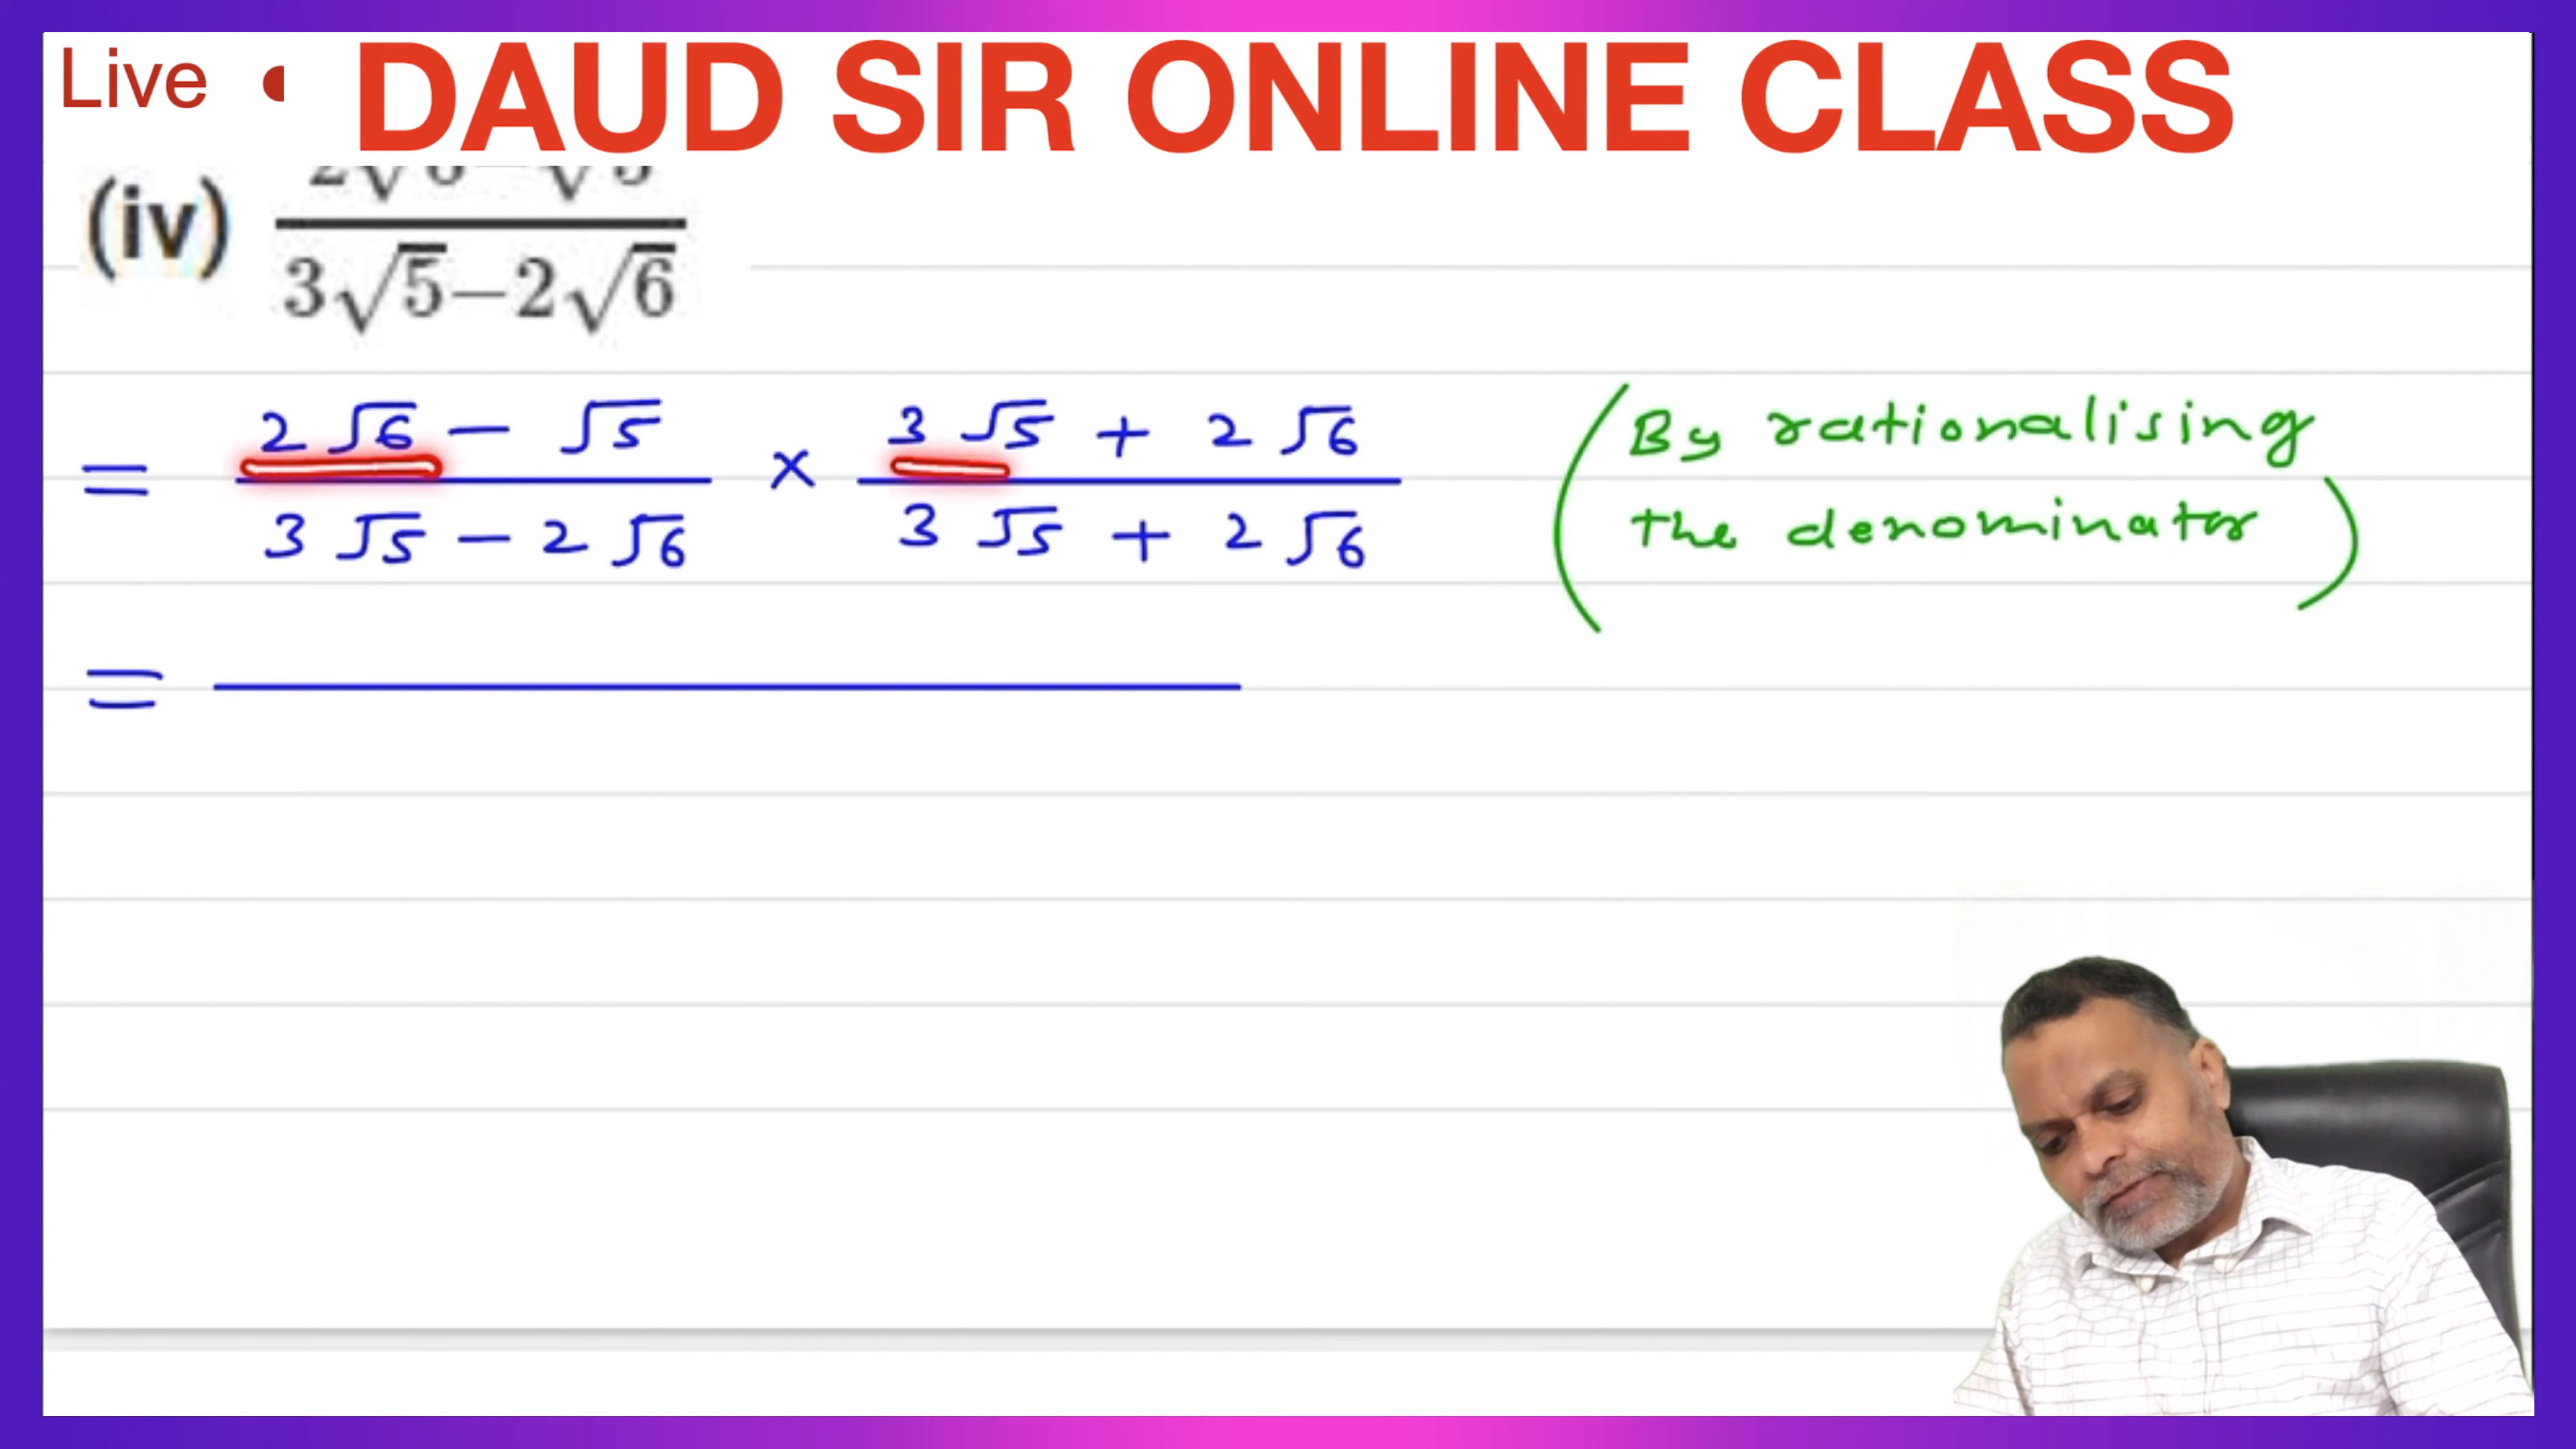 Live
DAUD SIR ONLINE CLASS
(iv) 2√6−√5
3√5−2√6
= 2√6 − √5 × 3√5 + 2√6
3√5 − 2√6 3√5 + 2√6
(By rationalising
the denominator)
=